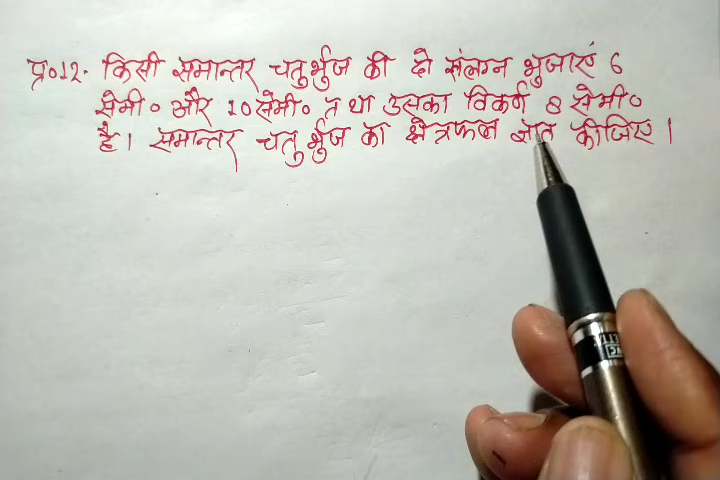 प्र०12. किसी समान्तर चतुर्भुज की दो संलग्न भुजाएं 6
सेमी० और 10 सेमी० तथा उसका विकर्ण 8 सेमी०
है। समान्तर चतुर्भुज का क्षेत्रफल ज्ञात कीजिए।